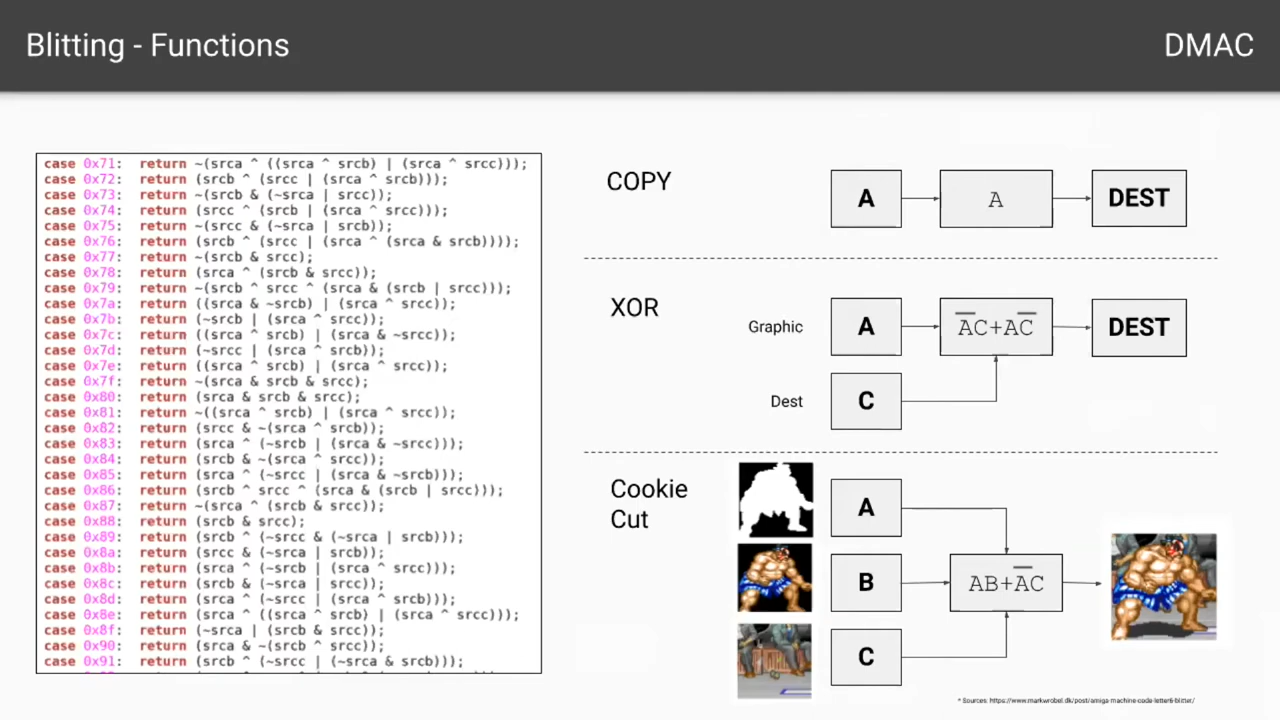 Blitting - Functions
DMAC
case 0x71:  return ~(srca ^ ((srca ^ srcb) | (srca ^ srcc)));
case 0x72:  return (srcb ^ (srcc | (srca ^ srcb)));
case 0x73:  return ~(srcb & (~srca | srcc));
case 0x74:  return (srcc ^ (srcb | (srca ^ srcc)));
case 0x75:  return ~(srcc & (~srca | srcb));
case 0x76:  return (srcb ^ (srcc | (srca ^ (srca & srcb))));
case 0x77:  return ~(srcb & srcc);
case 0x78:  return (srca ^ (srcb & srcc));
case 0x79:  return ~(srcb ^ srcc ^ (srca & (srcb | srcc)));
case 0x7a:  return ((srca & ~srcb) | (srca ^ srcc));
case 0x7b:  return (~srcb | (srca ^ srcc));
case 0x7c:  return ((srca ^ srcb) | (srca & ~srcc));
case 0x7d:  return (~srcc | (srca ^ srcb));
case 0x7e:  return ((srca ^ srcb) | (srca ^ srcc));
case 0x7f:  return ~(srca & srcb & srcc);
case 0x80:  return (srca & srcb & srcc);
case 0x81:  return ~((srca ^ srcb) | (srca ^ srcc));
case 0x82:  return (srcc & ~(srca ^ srcb));
case 0x83:  return (srca ^ (~srcb | (srca & ~srcc)));
case 0x84:  return (srcb & ~(srca ^ srcc));
case 0x85:  return (srca ^ (~srcc | (srca & ~srcb)));
case 0x86:  return (srcb ^ srcc ^ (srca & (srcb | srcc)));
case 0x87:  return ~(srca ^ (srcb & srcc));
case 0x88:  return (srcb & srcc);
case 0x89:  return (srcb ^ (~srcc & (~srca | srcb)));
case 0x8a:  return (srcc & (~srca | srcb));
case 0x8b:  return (srca ^ (~srcb | (srca ^ srcc)));
case 0x8c:  return (srcb & (~srca | srcc));
case 0x8d:  return (srca ^ (~srcc | (srca ^ srcb)));
case 0x8e:  return (srca ^ ((srca ^ srcb) | (srca ^ srcc)));
case 0x8f:  return (~srca | (srcb & srcc));
case 0x90:  return (srca & ~(srcb ^ srcc));
case 0x91:  return (srcb ^ (~srcc | (~srca & srcb)));
COPY
A
A
DEST
XOR
Graphic
A
A̅C+AC̅
DEST
Dest
C
Cookie
Cut
A
B
AB+A̅C
C
* Sources: https://www.markwrobel.dk/post/amiga-machine-code-letter6-blitter/